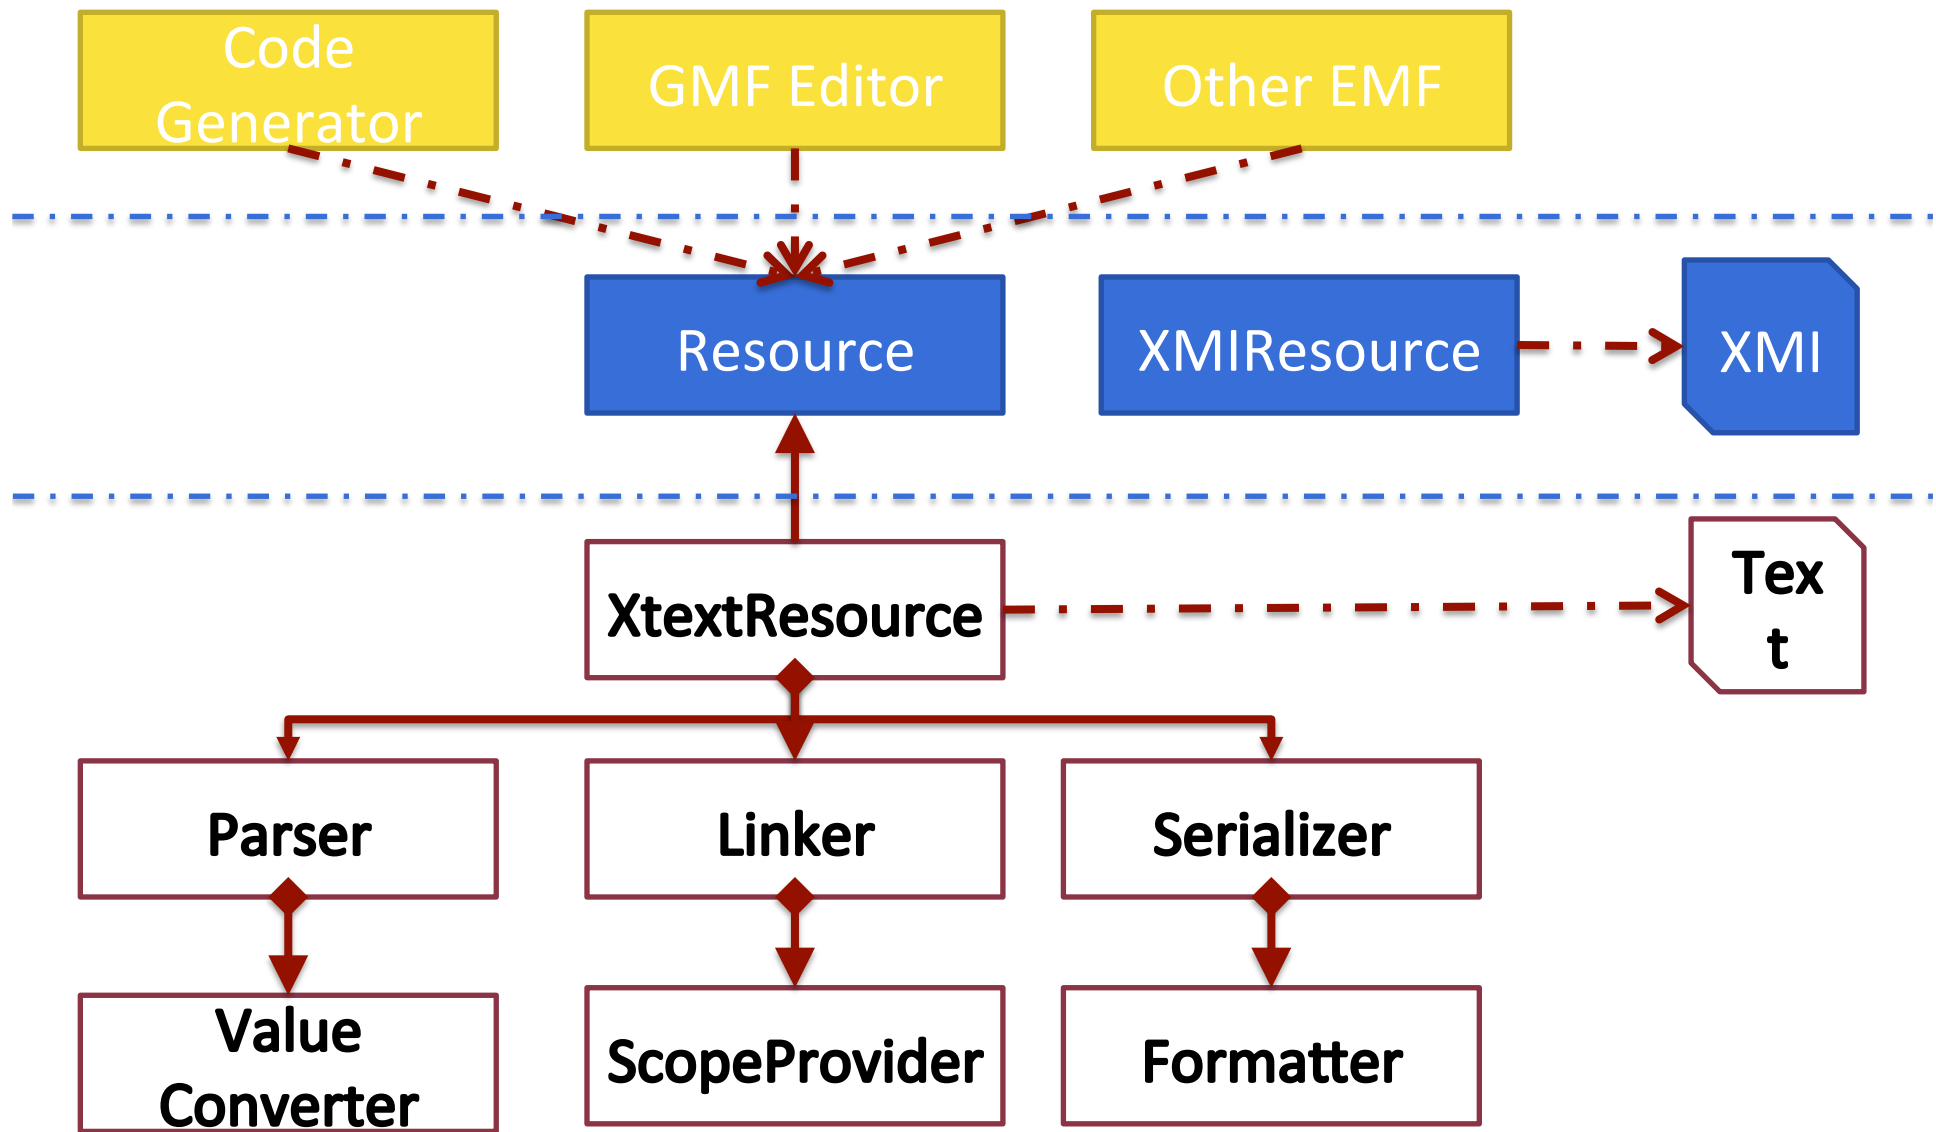 Code
Generator
GMF Editor
Other EMF
Resource
XMIResource
XMI
XtextResource
Tex
t
Parser
Linker
Serializer
Value
Converter
ScopeProvider
Formatter